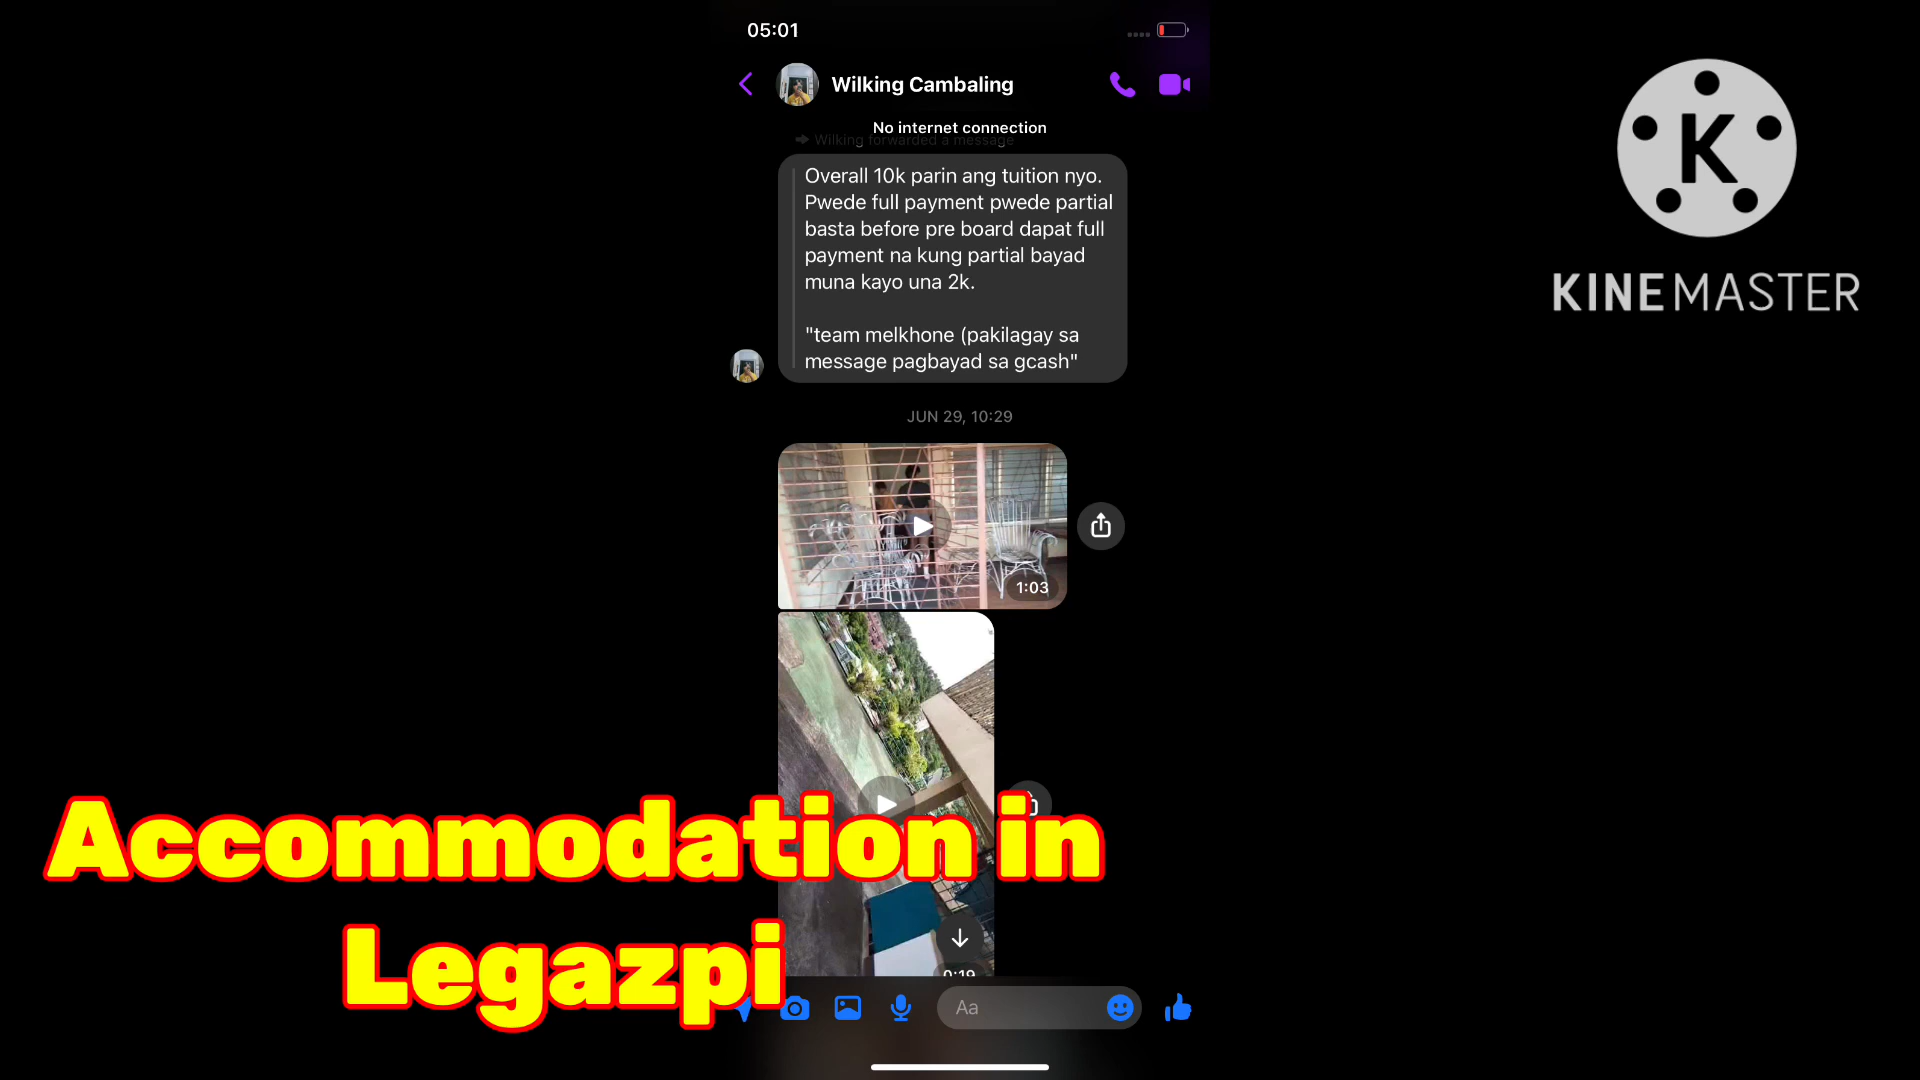 05:01
Wilking Cambaling
No internet connection
Wilking forwarded a message
Overall 10k parin ang tuition nyo.
Pwede full payment pwede partial
basta before pre board dapat full
payment na kung partial bayad
muna kayo una 2k.
"team melkhone (pakilagay sa
message pagbayad sa gcash"
JUN 29, 10:29
1:03
0:19
Aa
Accommodation in
Legazpi
K
KINEMASTER